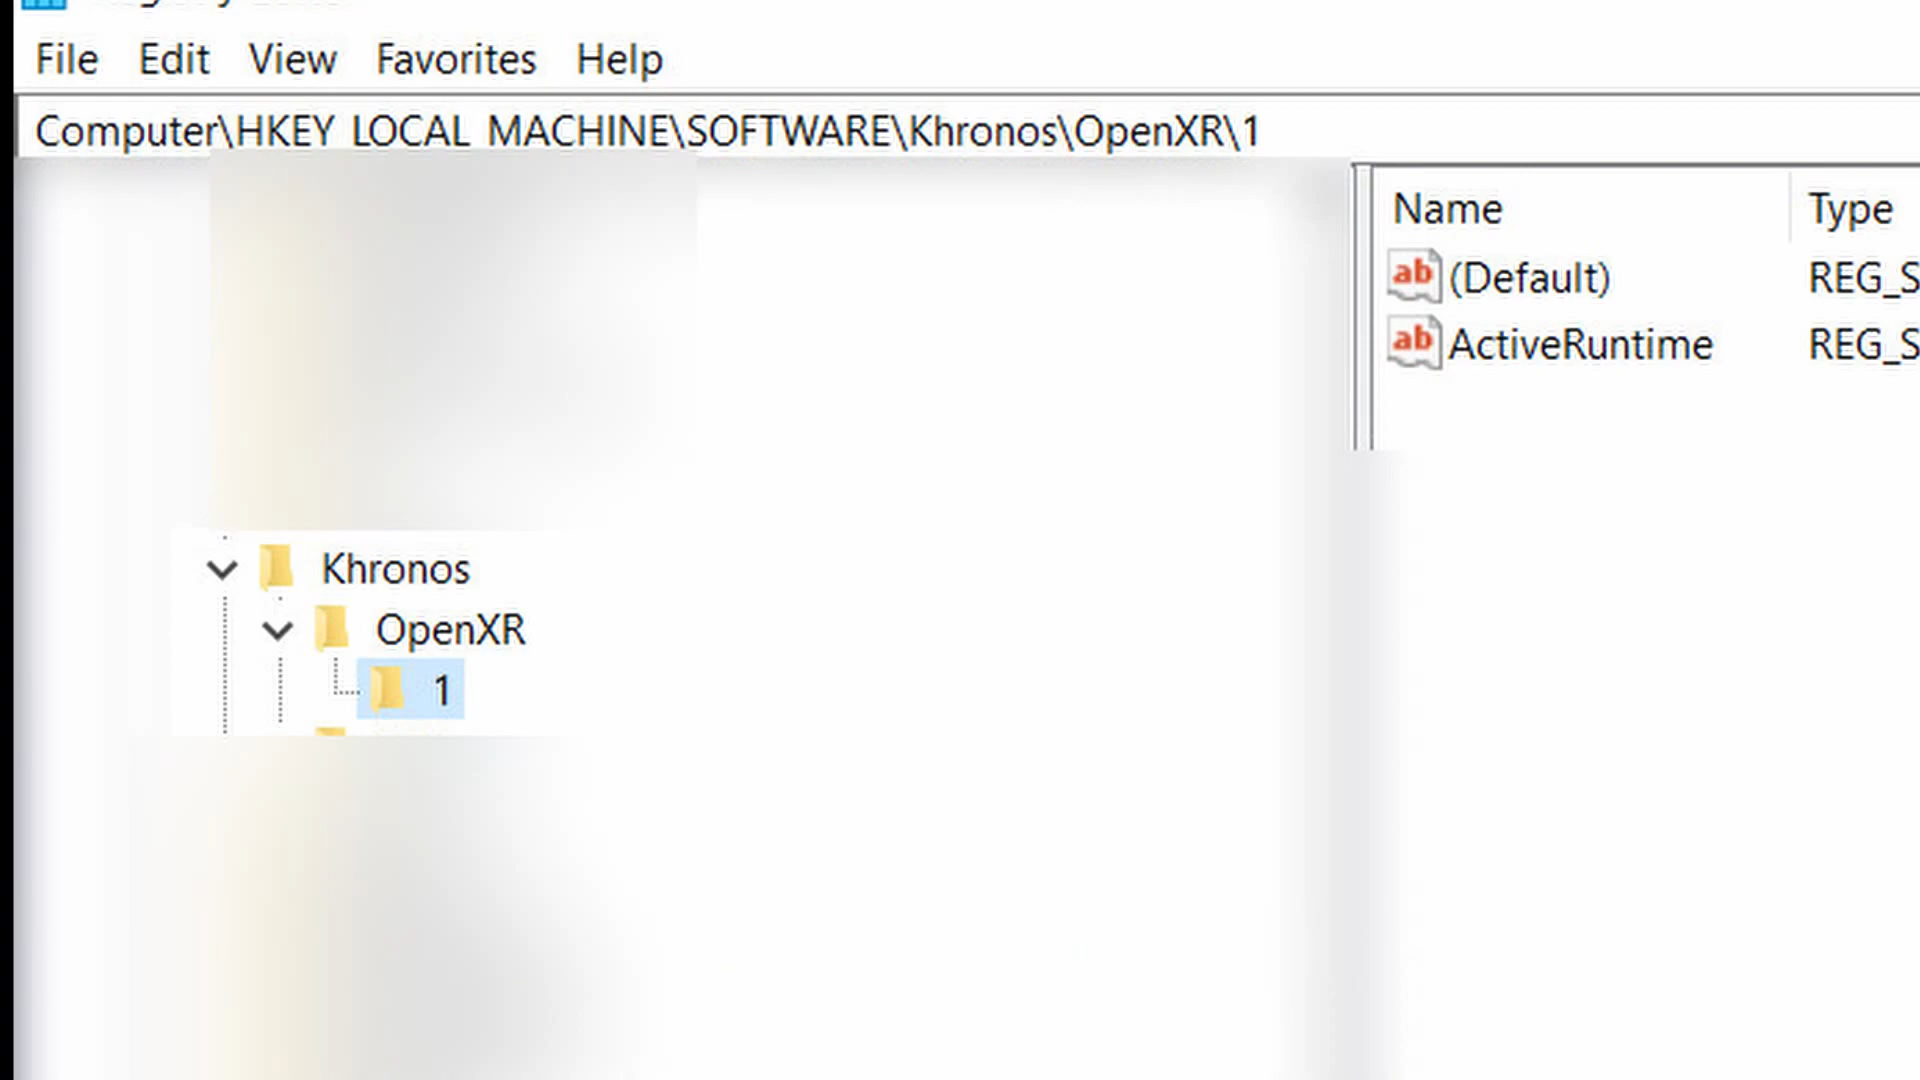 File Edit View Favorites Help
Computer\HKEY_LOCAL_MACHINE\SOFTWARE\Khronos\OpenXR\1
Name Type
(Default) REG_S
ActiveRuntime REG_S
Khronos
OpenXR
1